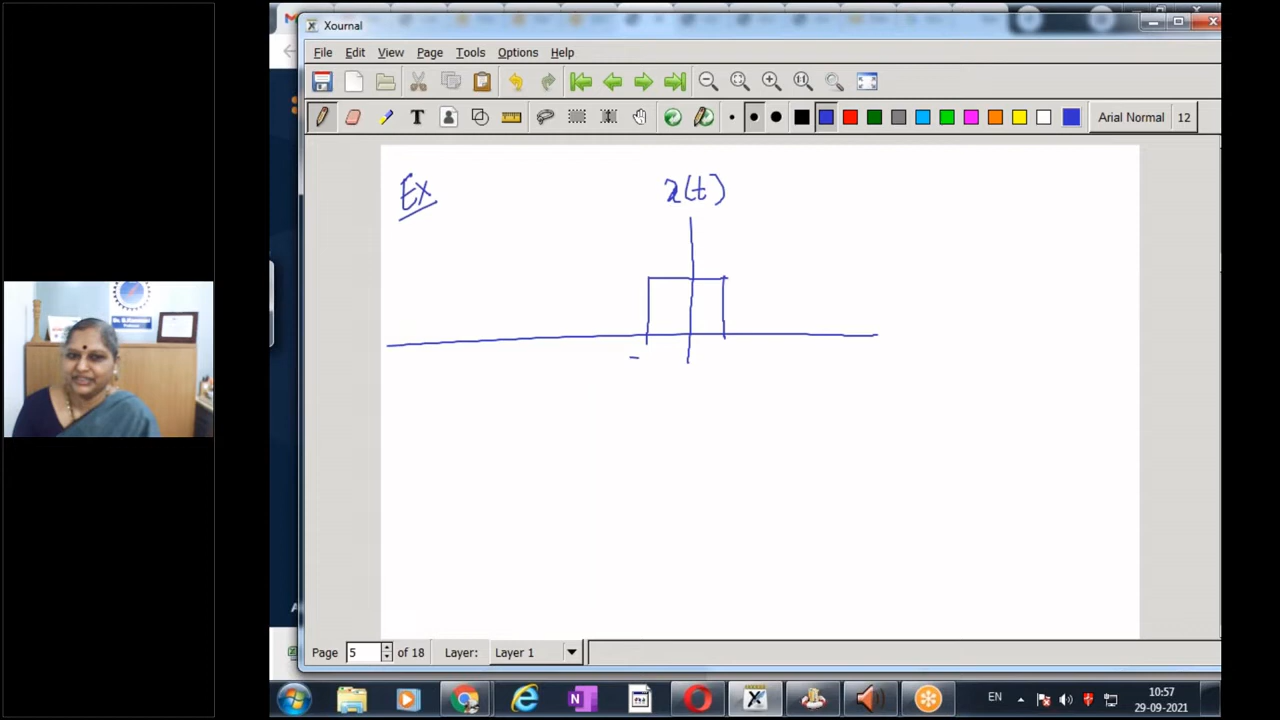 Xournal
File Edit View Page Tools Options Help
Arial Normal 12
Ex
x(t)
-
Page 5 of 18 Layer: Layer 1
EN
10:57
29-09-2021